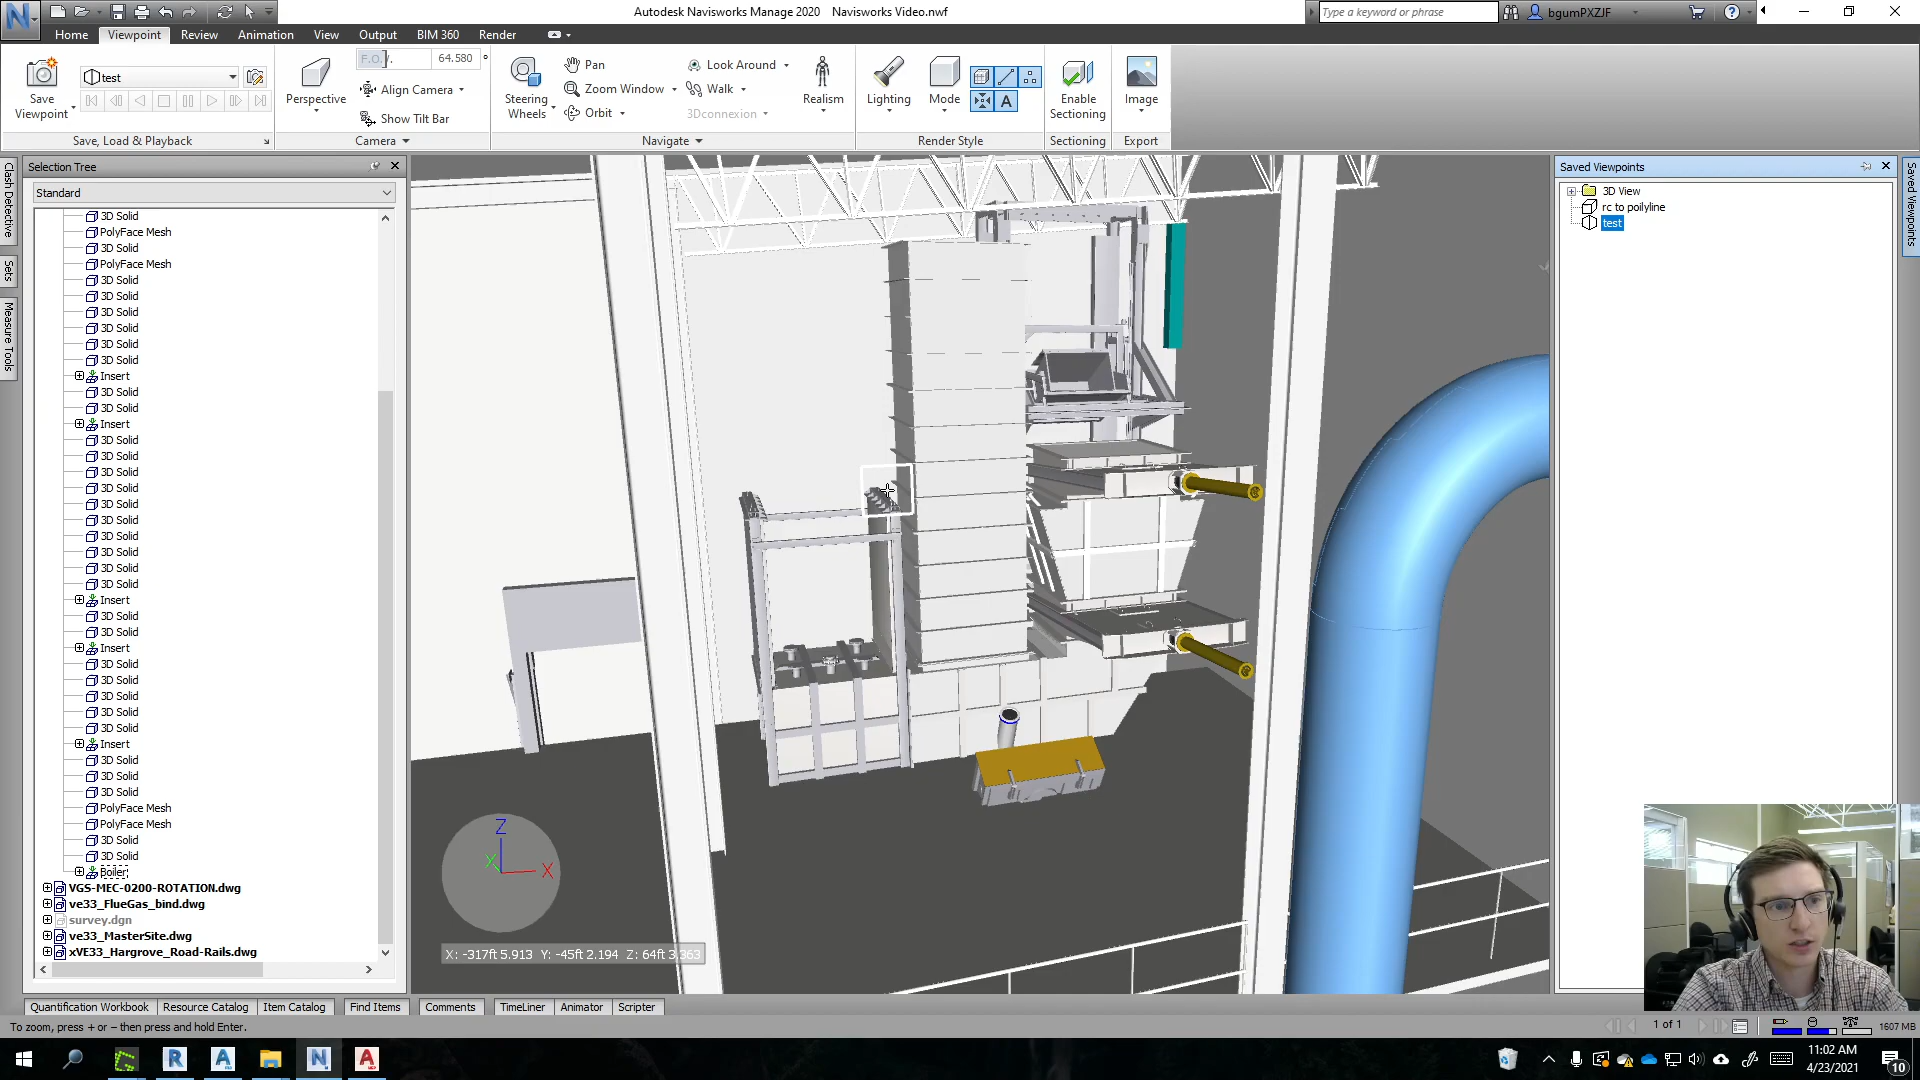 Autodesk Navisworks Manage 2020 Navisworks Video.nwf
Type a keyword or phrase
bgumPXZJF
Home Viewpoint Review Animation View Output BIM 360 Render
Save Viewpoint
test
Perspective
F.O.V.
64.580 °
Align Camera
Show Tilt Bar
Steering Wheels
Pan
Zoom Window
Orbit
Look Around
Walk
3Dconnexion
Realism
Lighting
Mode
Enable Sectioning
Image
Save, Load & Playback
Camera
Navigate
Render Style
Sectioning
Export
Clash Detective
Sets
Measure Tools
Selection Tree
Standard
3D Solid
PolyFace Mesh
3D Solid
PolyFace Mesh
3D Solid
3D Solid
3D Solid
3D Solid
3D Solid
3D Solid
Insert
3D Solid
3D Solid
Insert
3D Solid
3D Solid
3D Solid
3D Solid
3D Solid
3D Solid
3D Solid
3D Solid
3D Solid
3D Solid
Insert
3D Solid
3D Solid
Insert
3D Solid
3D Solid
3D Solid
3D Solid
3D Solid
Insert
3D Solid
3D Solid
3D Solid
PolyFace Mesh
PolyFace Mesh
3D Solid
3D Solid
Boiler
VGS-MEC-0200-ROTATION.dwg
ve33_FlueGas_bind.dwg
survey.dgn
ve33_MasterSite.dwg
xVE33_Hargrove_Road-Rails.dwg
Z
Y
X
X: -317ft 5.913 Y: -45ft 2.194 Z: 64ft 3.363
Saved Viewpoints
3D View
rc to poilyline
test
Saved Viewpoints
Quantification Workbook Resource Catalog Item Catalog Find Items Comments TimeLiner Animator Scripter
To zoom, press + or – then press and hold Enter.
1 of 1
1607 MB
11:02 AM
4/23/2021
10